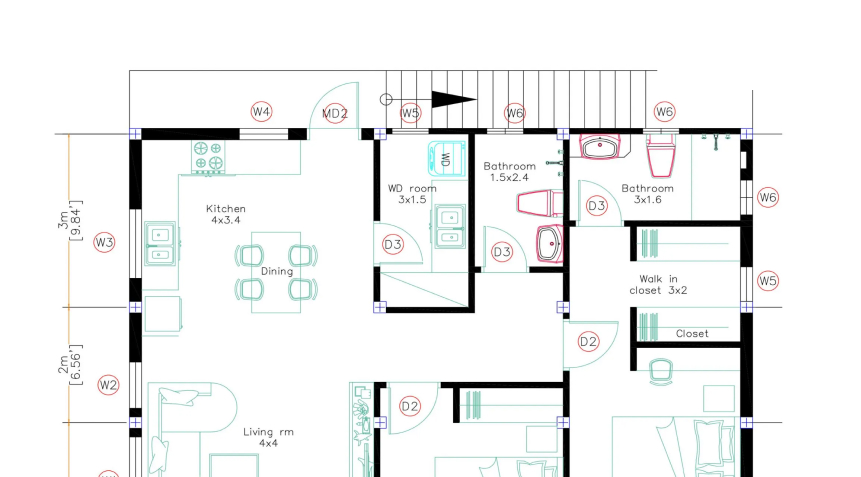 W4
MD2
W5
W6
W6
Kitchen
4x3.4
WD room
3x1.5
WD
Bathroom
1.5x2.4
Bathroom
3x1.6
W6
D3
D3
D3
3m
[9.84']
W3
Dining
Walk in
closet 3x2
W5
Closet
D2
2m
[6.56']
W2
D2
Living rm
4x4